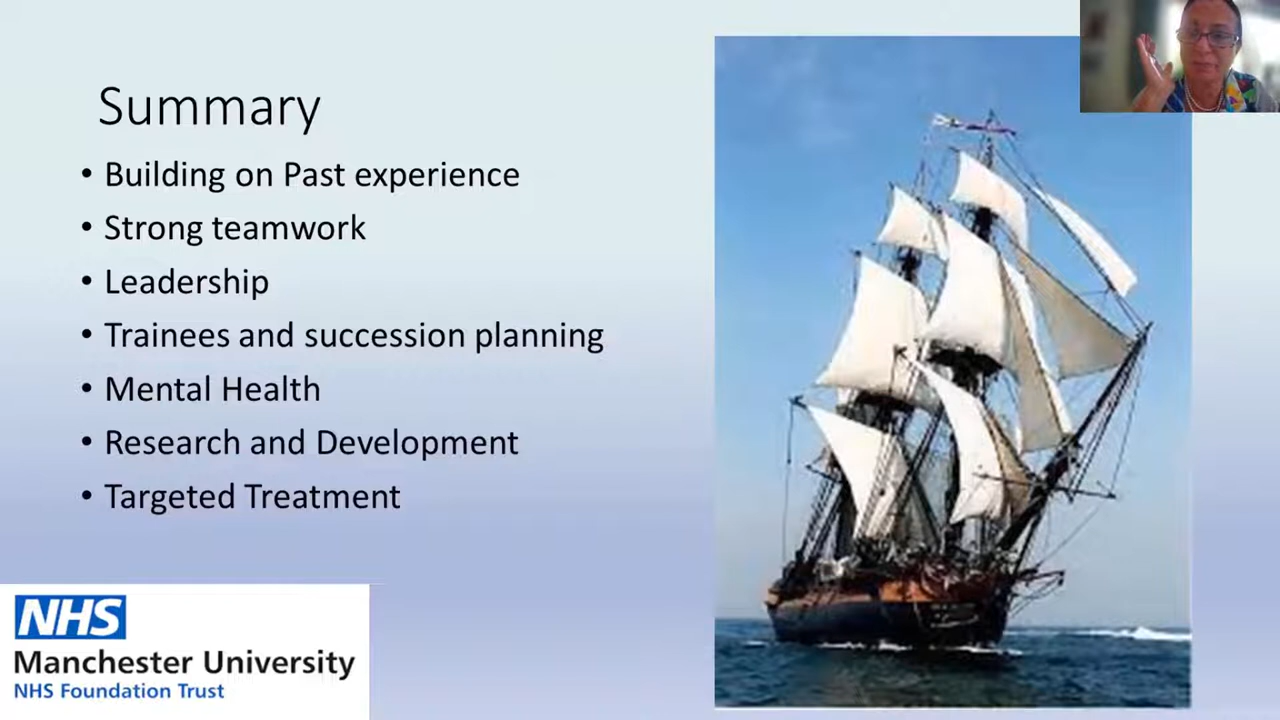 Summary
• Building on Past experience
• Strong teamwork
• Leadership
• Trainees and succession planning
• Mental Health
• Research and Development
• Targeted Treatment
NHS
Manchester University
NHS Foundation Trust